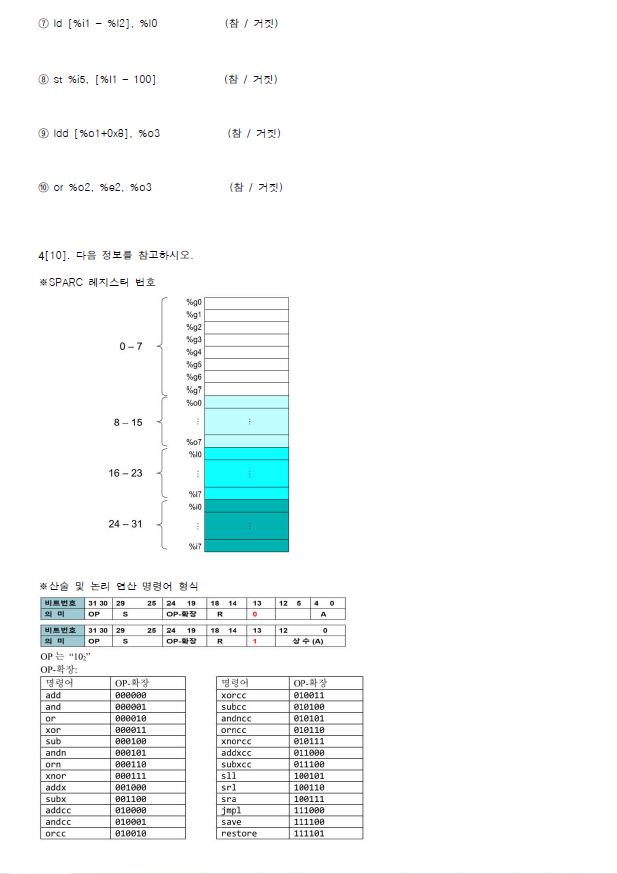 ⑦ ld [%i1 - %l2], %l0 (참 / 거짓)
⑧ st %i5, [%l1 - 100] (참 / 거짓)
⑨ ldd [%o1+0x8], %o3 (참 / 거짓)
⑩ or %o2, %e2, %o3 (참 / 거짓)
4[10]. 다음 정보를 참고하시오.
※SPARC 레지스터 번호
%g0
%g1
%g2
%g3
0 – 7
%g4
%g5
%g6
%g7
%o0
8 – 15 ⋮ ⋮
%o7
%l0
16 – 23 ⋮ ⋮
%l7
%i0
24 – 31 ⋮ ⋮
%i7
※산술 및 논리 연산 명령어 형식
비트번호 31 30 29 25 24 19 18 14 13 12 5 4 0
의 미 OP S OP-확장 R 0 A
비트번호 31 30 29 25 24 19 18 14 13 12 0
의 미 OP S OP-확장 R 1 상 수 (A)
OP 는 “10₂”
OP-확장:
명령어 OP-확장
add 000000
and 000001
or 000010
xor 000011
sub 000100
andn 000101
orn 000110
xnor 000111
addx 001000
subx 001100
addcc 010000
andcc 010001
orcc 010010
명령어 OP-확장
xorcc 010011
subcc 010100
andncc 010101
orncc 010110
xnorcc 010111
addxcc 011000
subxcc 011100
sll 100101
srl 100110
sra 100111
jmpl 111000
save 111100
restore 111101